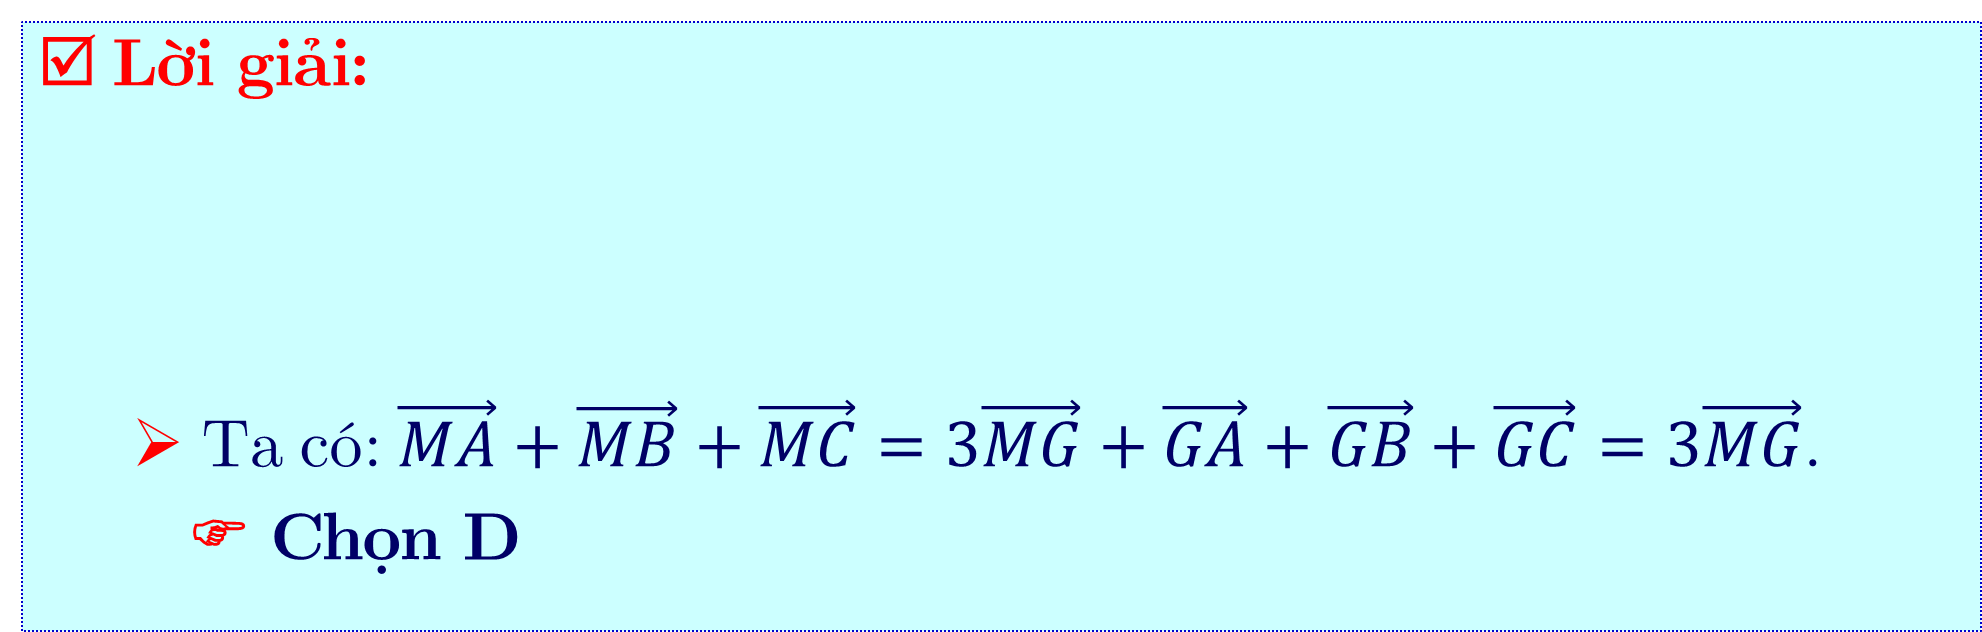 ☑ Lời giải:
➢ Ta có: $\overrightarrow{MA} + \overrightarrow{MB} + \overrightarrow{MC} = 3\overrightarrow{MG} + \overrightarrow{GA} + \overrightarrow{GB} + \overrightarrow{GC} = 3\overrightarrow{MG}$.
☞ Chọn D